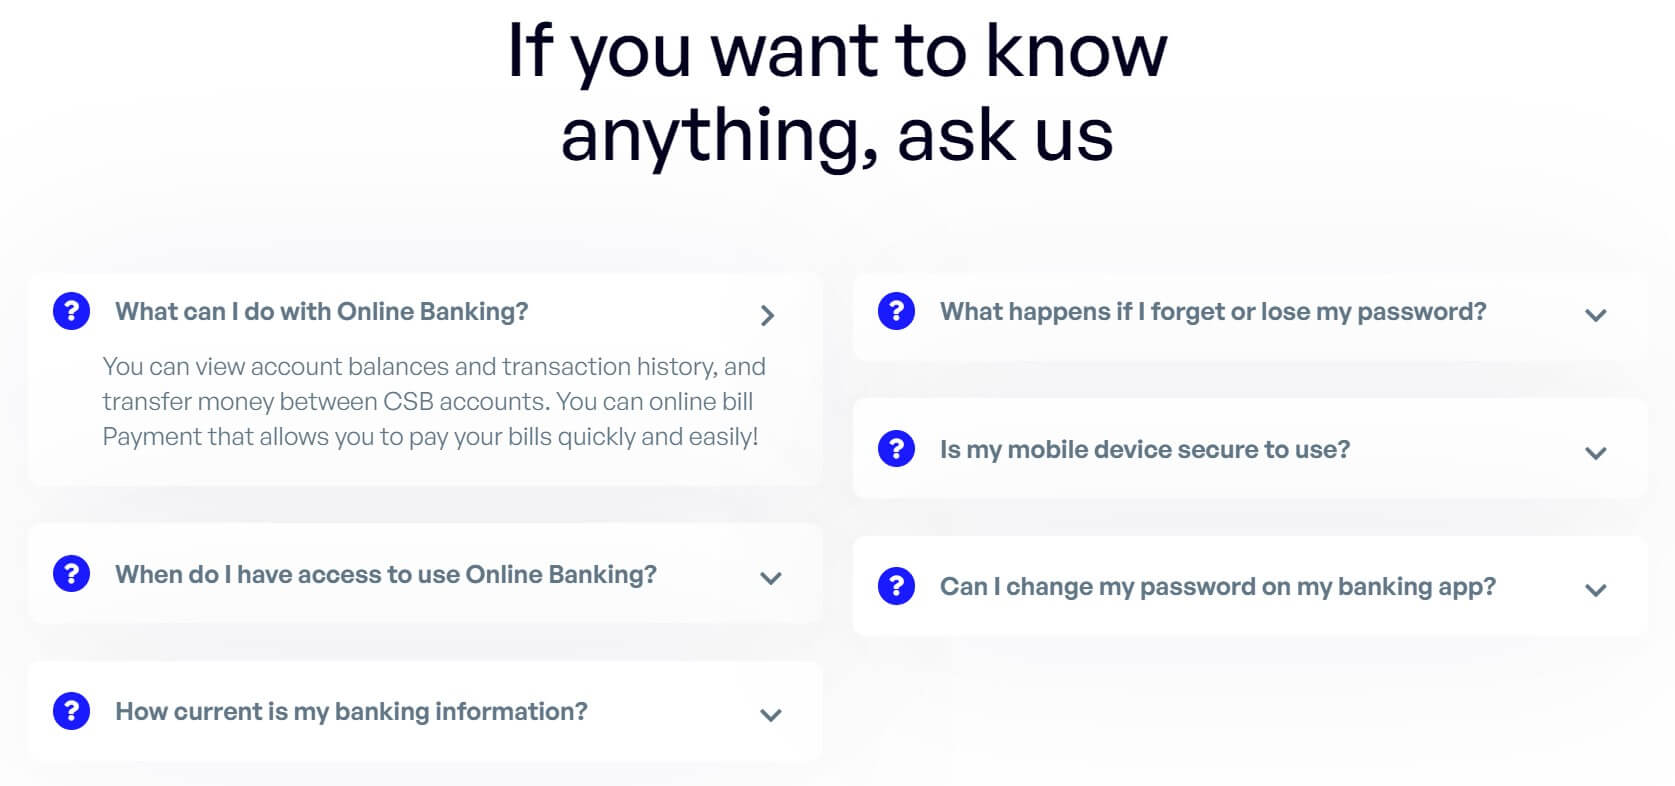 If you want to know
anything, ask us
What can I do with Online Banking?
You can view account balances and transaction history, and
transfer money between CSB accounts. You can online bill
Payment that allows you to pay your bills quickly and easily!
When do I have access to use Online Banking?
How current is my banking information?
What happens if I forget or lose my password?
Is my mobile device secure to use?
Can I change my password on my banking app?